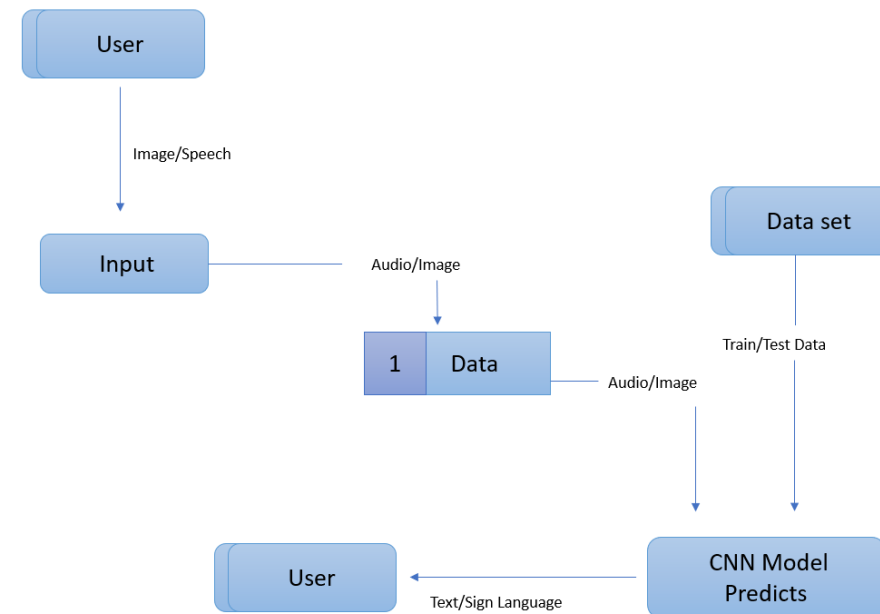 User
Image/Speech
Input
Audio/Image
Data set
1 Data
Train/Test Data
Audio/Image
CNN Model
Predicts
User
Text/Sign Language